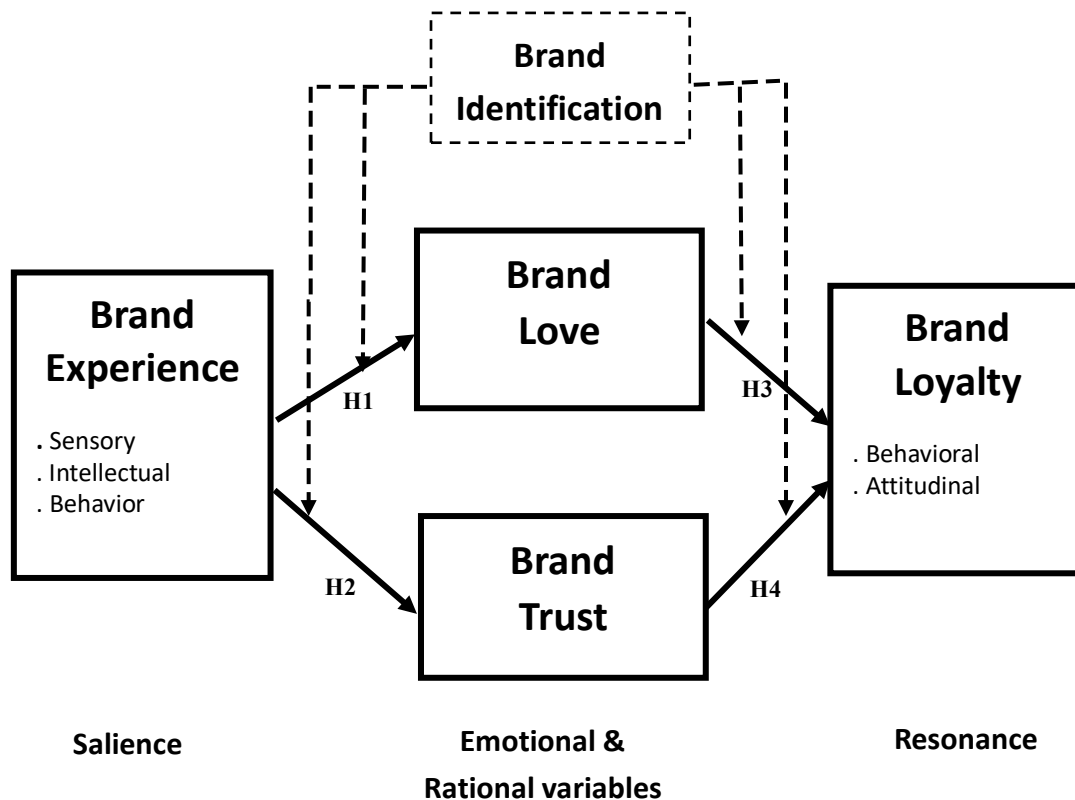 Brand
Identification
Brand
Love
Brand
Experience
. Sensory
. Intellectual
. Behavior
Brand
Loyalty
. Behavioral
. Attitudinal
H1
H3
H2
H4
Brand
Trust
Salience
Emotional &
Rational variables
Resonance